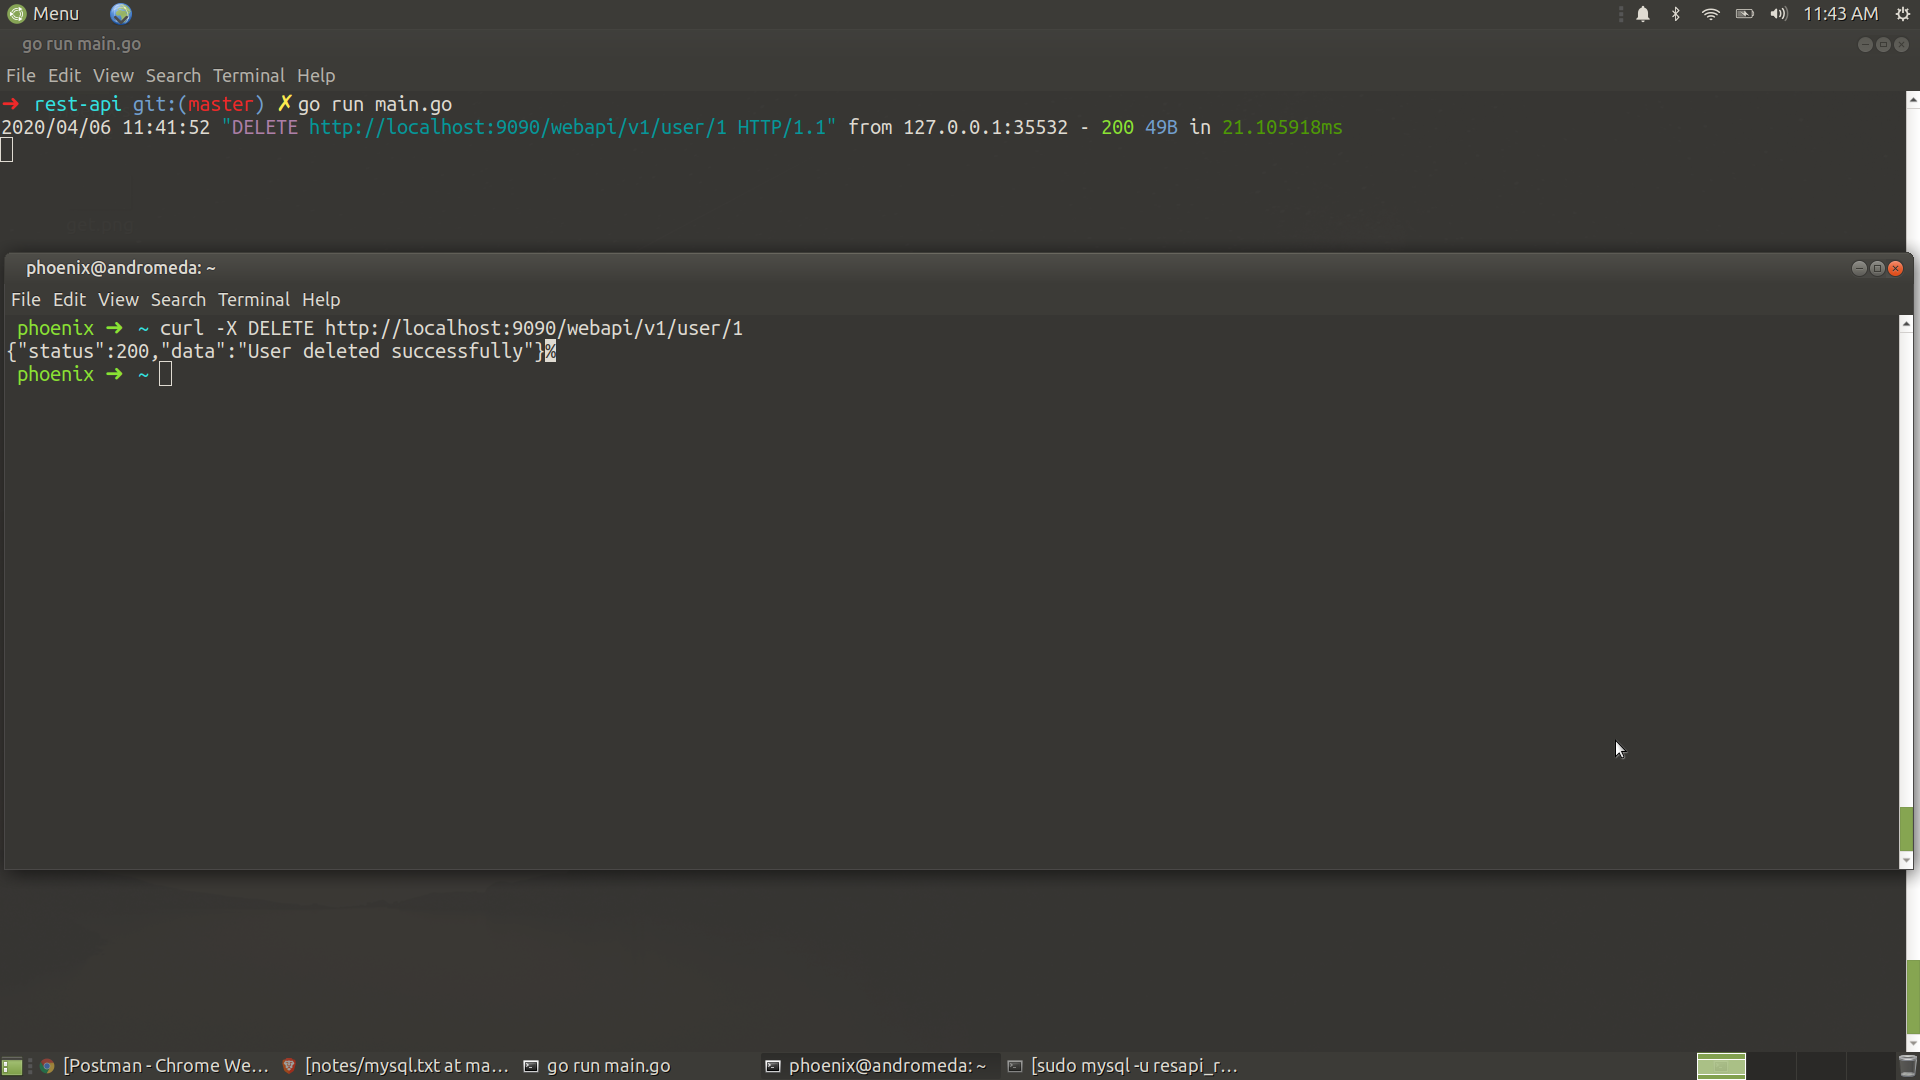 Menu 11:43 AM
go run main.go
File Edit View Search Terminal Help
➜ rest-api git:(master) ✗ go run main.go
2020/04/06 11:41:52 "DELETE http://localhost:9090/webapi/v1/user/1 HTTP/1.1" from 127.0.0.1:35532 - 200 49B in 21.105918ms
phoenix@andromeda: ~
File Edit View Search Terminal Help
phoenix ➜ ~ curl -X DELETE http://localhost:9090/webapi/v1/user/1
{"status":200,"data":"User deleted successfully"}%
phoenix ➜ ~
[Postman - Chrome We... [notes/mysql.txt at ma... go run main.go phoenix@andromeda: ~ [sudo mysql -u resapi_r...